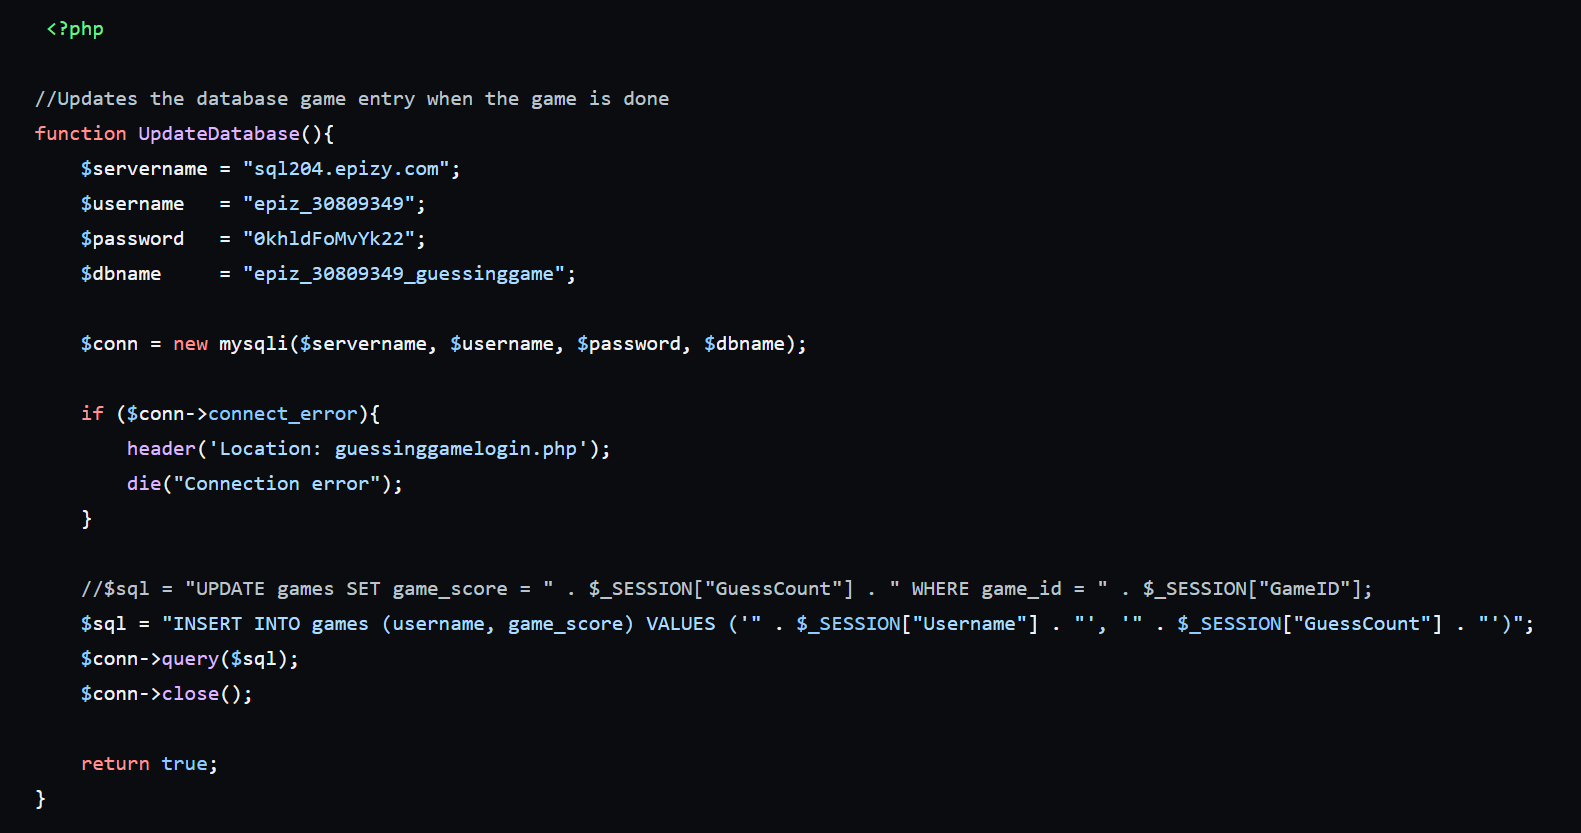 <?php
//Updates the database game entry when the game is done
function UpdateDatabase(){
$servername = "sql204.epizy.com";
$username = "epiz_30809349";
$password = "0khldFoMvYk22";
$dbname = "epiz_30809349_guessinggame";
$conn = new mysqli($servername, $username, $password, $dbname);
if ($conn->connect_error){
header('Location: guessinggamelogin.php');
die("Connection error");
}
//$sql = "UPDATE games SET game_score = " . $_SESSION["GuessCount"] . " WHERE game_id = " . $_SESSION["GameID"];
$sql = "INSERT INTO games (username, game_score) VALUES ('" . $_SESSION["Username"] . "', '" . $_SESSION["GuessCount"] . "')";
$conn->query($sql);
$conn->close();
return true;
}